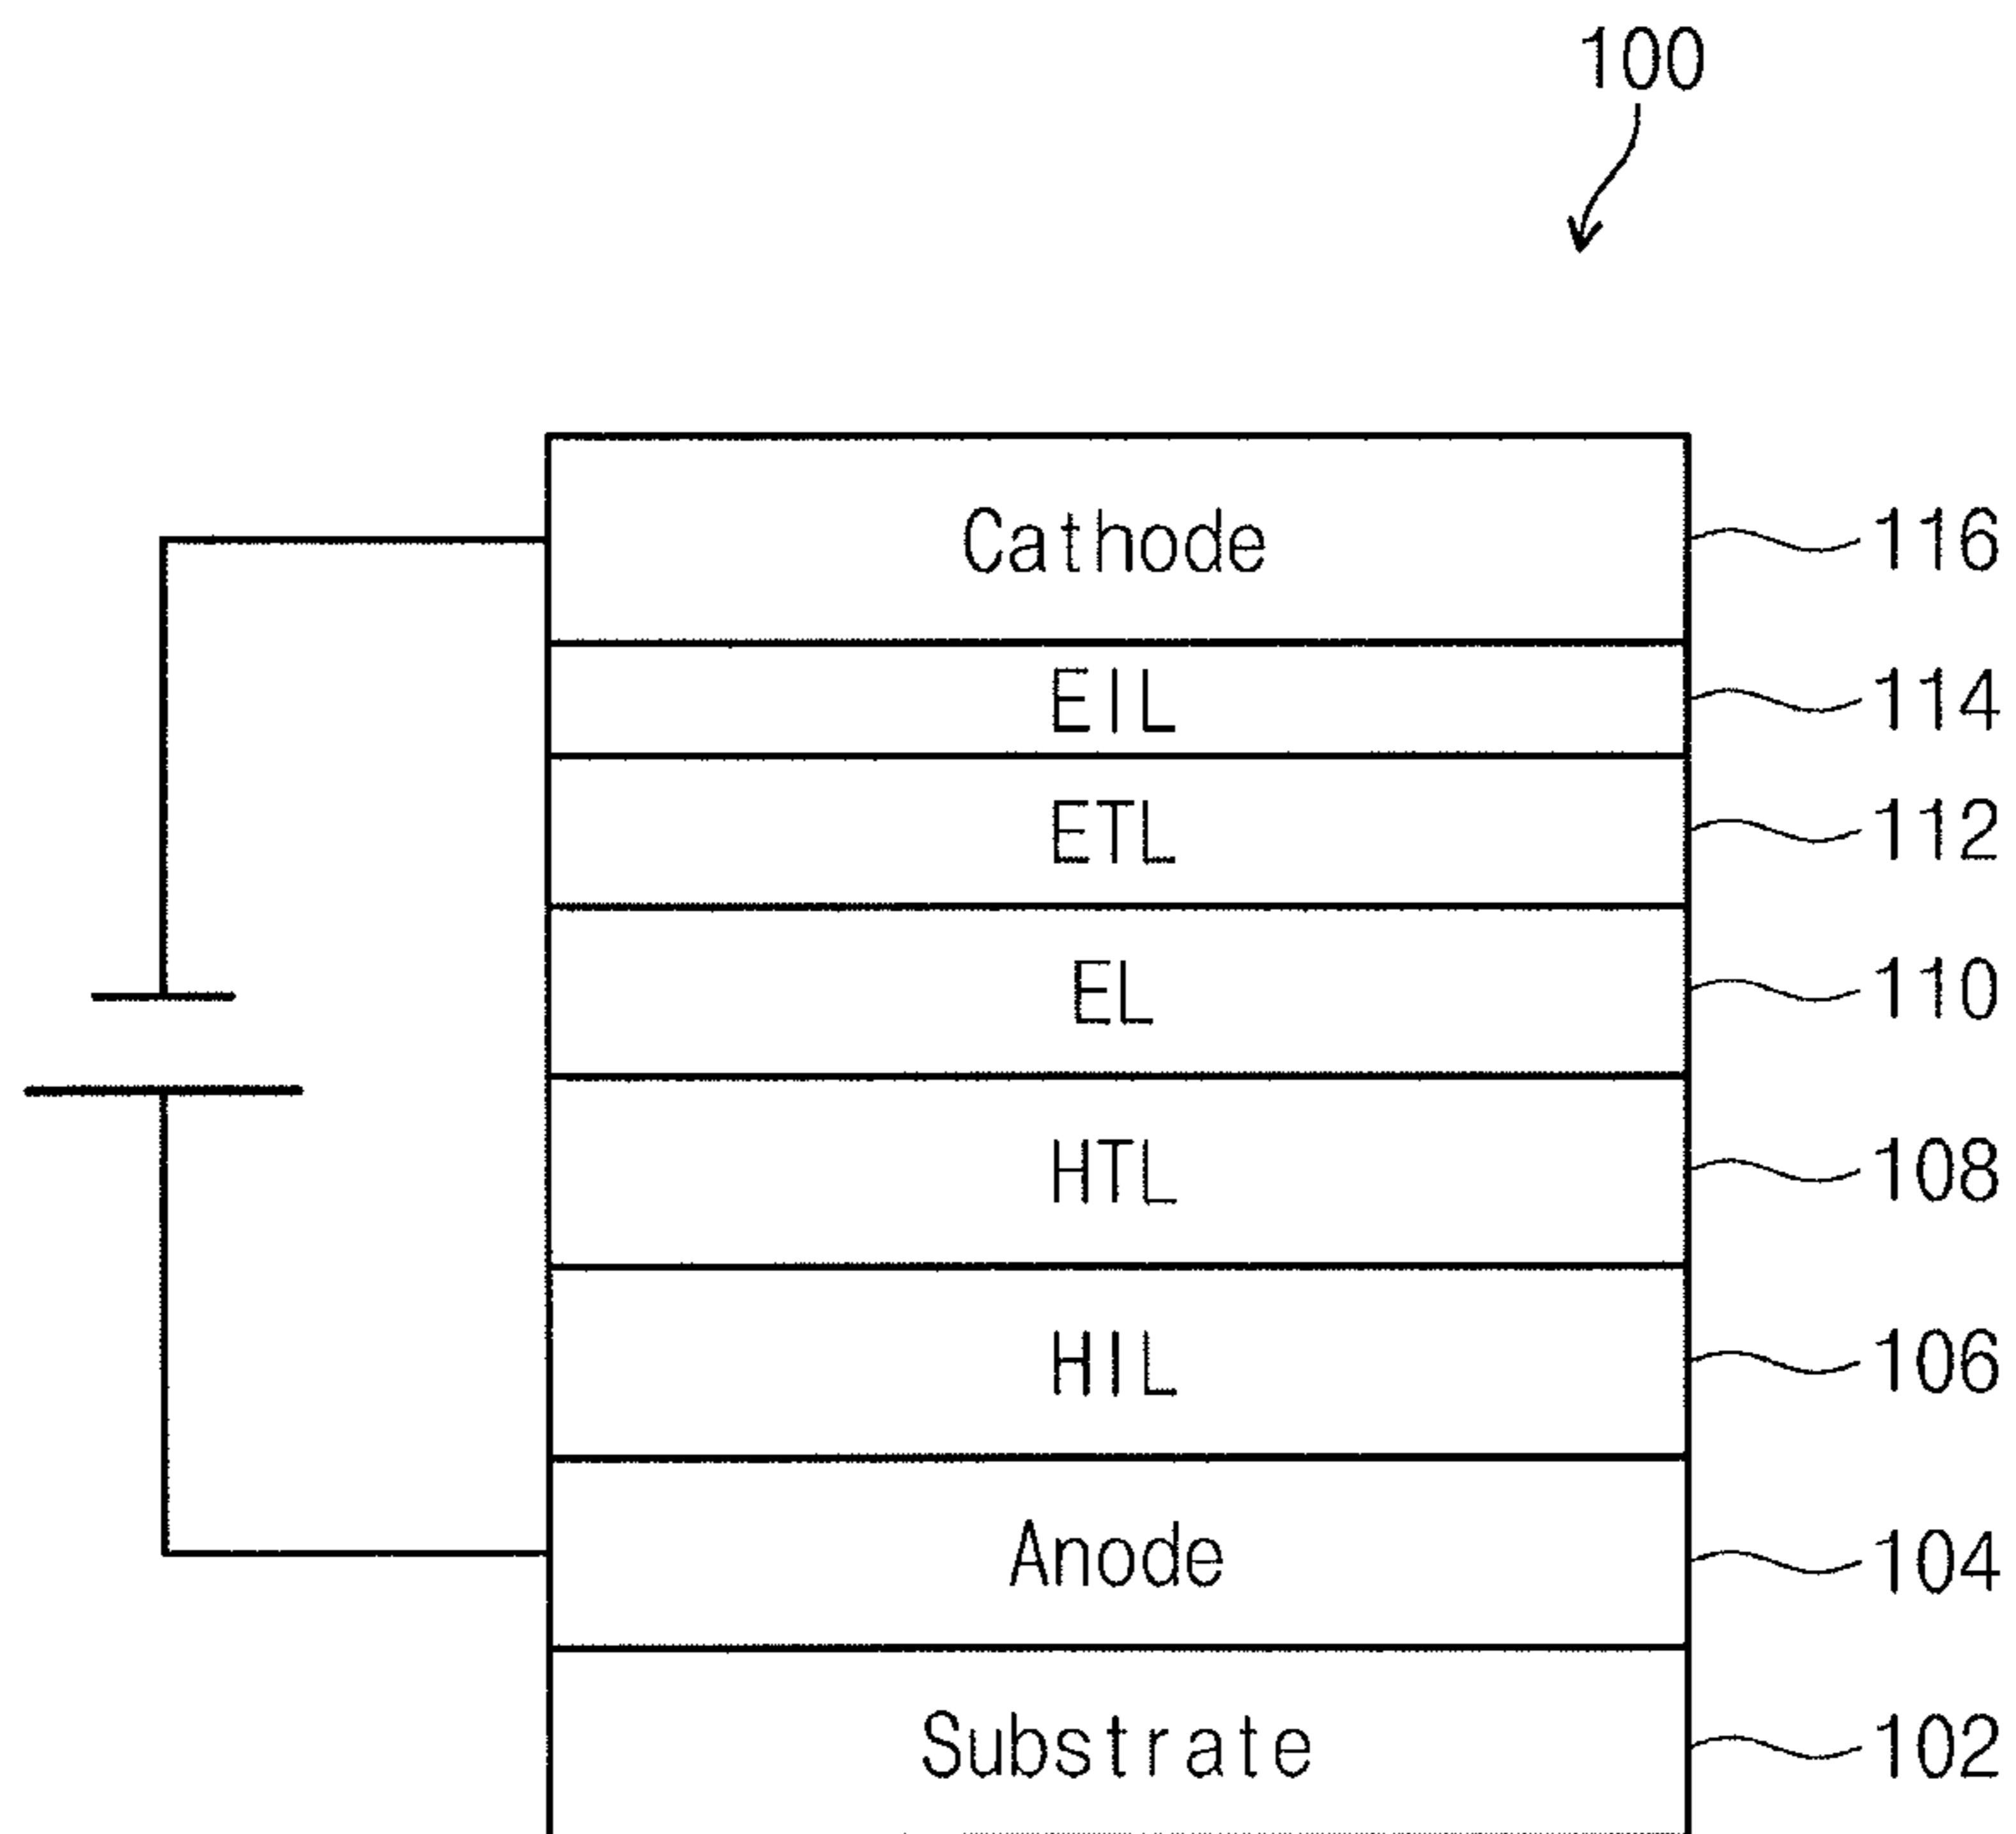 100
Cathode 116
EIL 114
ETL 112
EL 110
HTL 108
HIL 106
Anode 104
Substrate 102